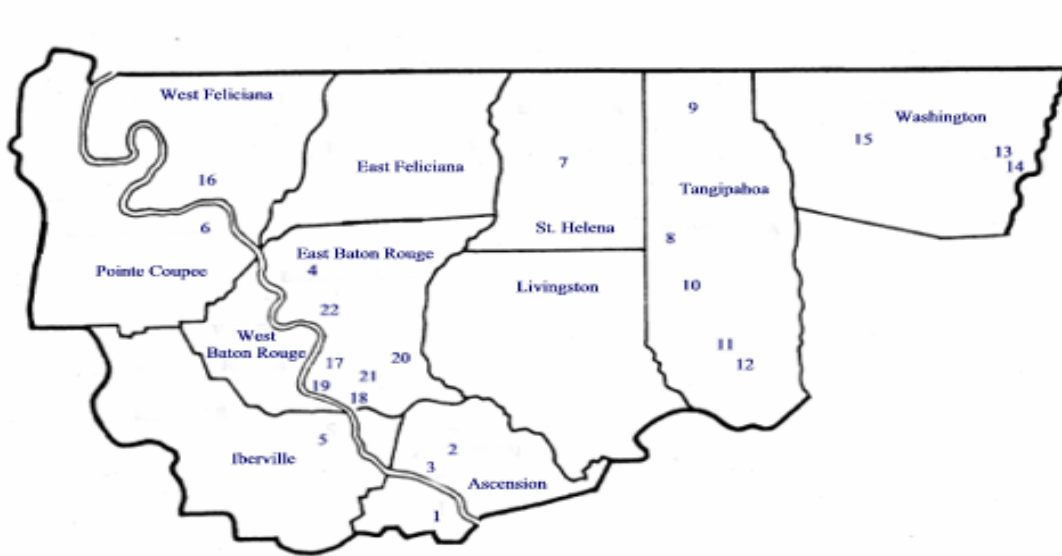 West Feliciana
9
Washington
15
13
14
East Feliciana
7
16
Tangipahoa
6
St. Helena
8
East Baton Rouge
4
Pointe Coupee
Livingston
10
22
West
Baton Rouge
11
12
17
20
21
19
18
5
2
Iberville
3
Ascension
1